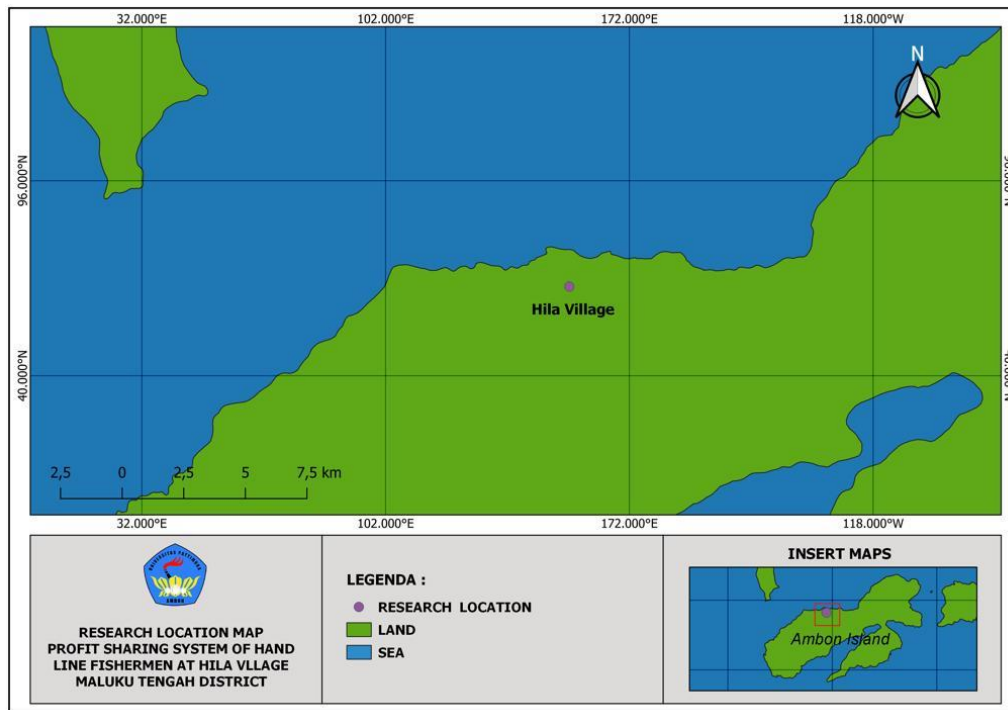 32.000°E 102.000°E 172.000°E 118.000°W
N
96.000°N
Hila Village
40.000°N
2,5 0 2,5 5 7,5 km
32.000°E 102.000°E 172.000°E 118.000°W
RESEARCH LOCATION MAP
PROFIT SHARING SYSTEM OF HAND
LINE FISHERMEN AT HILA VLLAGE
MALUKU TENGAH DISTRICT
LEGENDA :
RESEARCH LOCATION
LAND
SEA
INSERT MAPS
Ambon Island